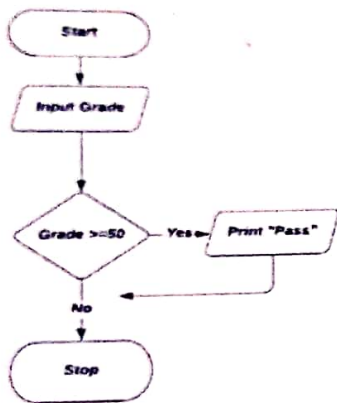 Start
Input Grade
Grade >=50
Yes
Print "Pass"
No
Stop